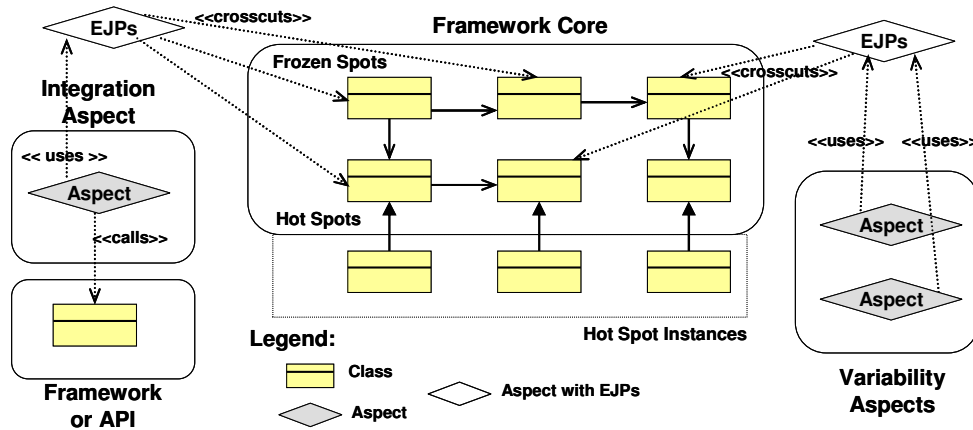 EJPs
<<crosscuts>>
Framework Core
EJPs
Frozen Spots
<<crosscuts>>
Integration
Aspect
<< uses >>
Aspect
<<calls>>
Hot Spots
<<uses>>
<<uses>>
Aspect
Aspect
Hot Spot Instances
Framework
or API
Legend:
Class
Aspect
Aspect with EJPs
Variability
Aspects